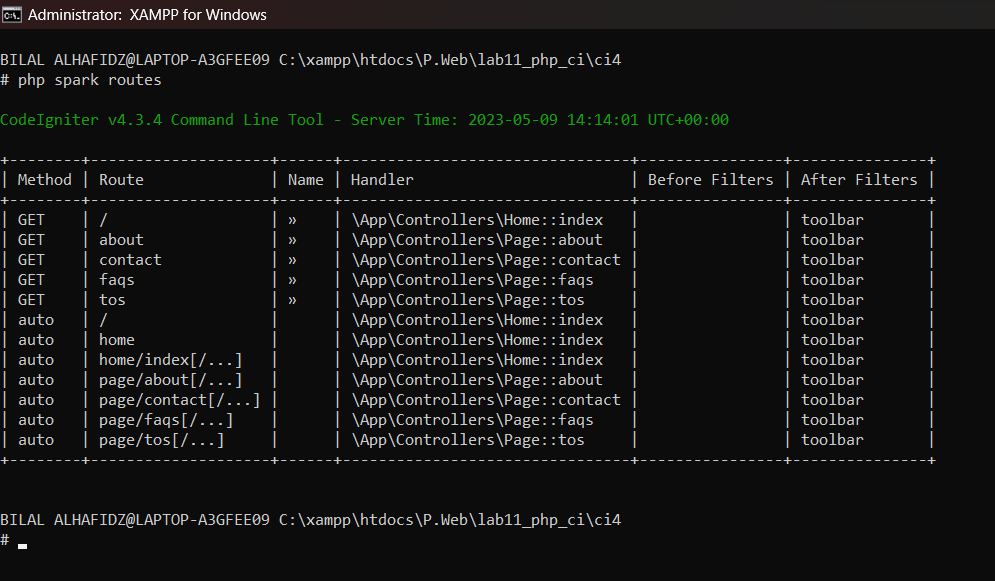 Administrator: XAMPP for Windows
BILAL ALHAFIDZ@LAPTOP-A3GFEE09 C:\xampp\htdocs\P.Web\lab11_php_ci\ci4
# php spark routes
CodeIgniter v4.3.4 Command Line Tool - Server Time: 2023-05-09 14:14:01 UTC+00:00
+--------+--------------------+------+--------------------------------+----------------+---------------+
| Method | Route              | Name | Handler                        | Before Filters | After Filters |
+--------+--------------------+------+--------------------------------+----------------+---------------+
| GET    | /                  | »    | \App\Controllers\Home::index   |                | toolbar       |
| GET    | about              | »    | \App\Controllers\Page::about   |                | toolbar       |
| GET    | contact            | »    | \App\Controllers\Page::contact |                | toolbar       |
| GET    | faqs               | »    | \App\Controllers\Page::faqs    |                | toolbar       |
| GET    | tos                | »    | \App\Controllers\Page::tos     |                | toolbar       |
| auto   | /                  |      | \App\Controllers\Home::index   |                | toolbar       |
| auto   | home               |      | \App\Controllers\Home::index   |                | toolbar       |
| auto   | home/index[/...]   |      | \App\Controllers\Home::index   |                | toolbar       |
| auto   | page/about[/...]   |      | \App\Controllers\Page::about   |                | toolbar       |
| auto   | page/contact[/...] |      | \App\Controllers\Page::contact |                | toolbar       |
| auto   | page/faqs[/...]    |      | \App\Controllers\Page::faqs    |                | toolbar       |
| auto   | page/tos[/...]     |      | \App\Controllers\Page::tos     |                | toolbar       |
+--------+--------------------+------+--------------------------------+----------------+---------------+
BILAL ALHAFIDZ@LAPTOP-A3GFEE09 C:\xampp\htdocs\P.Web\lab11_php_ci\ci4
#